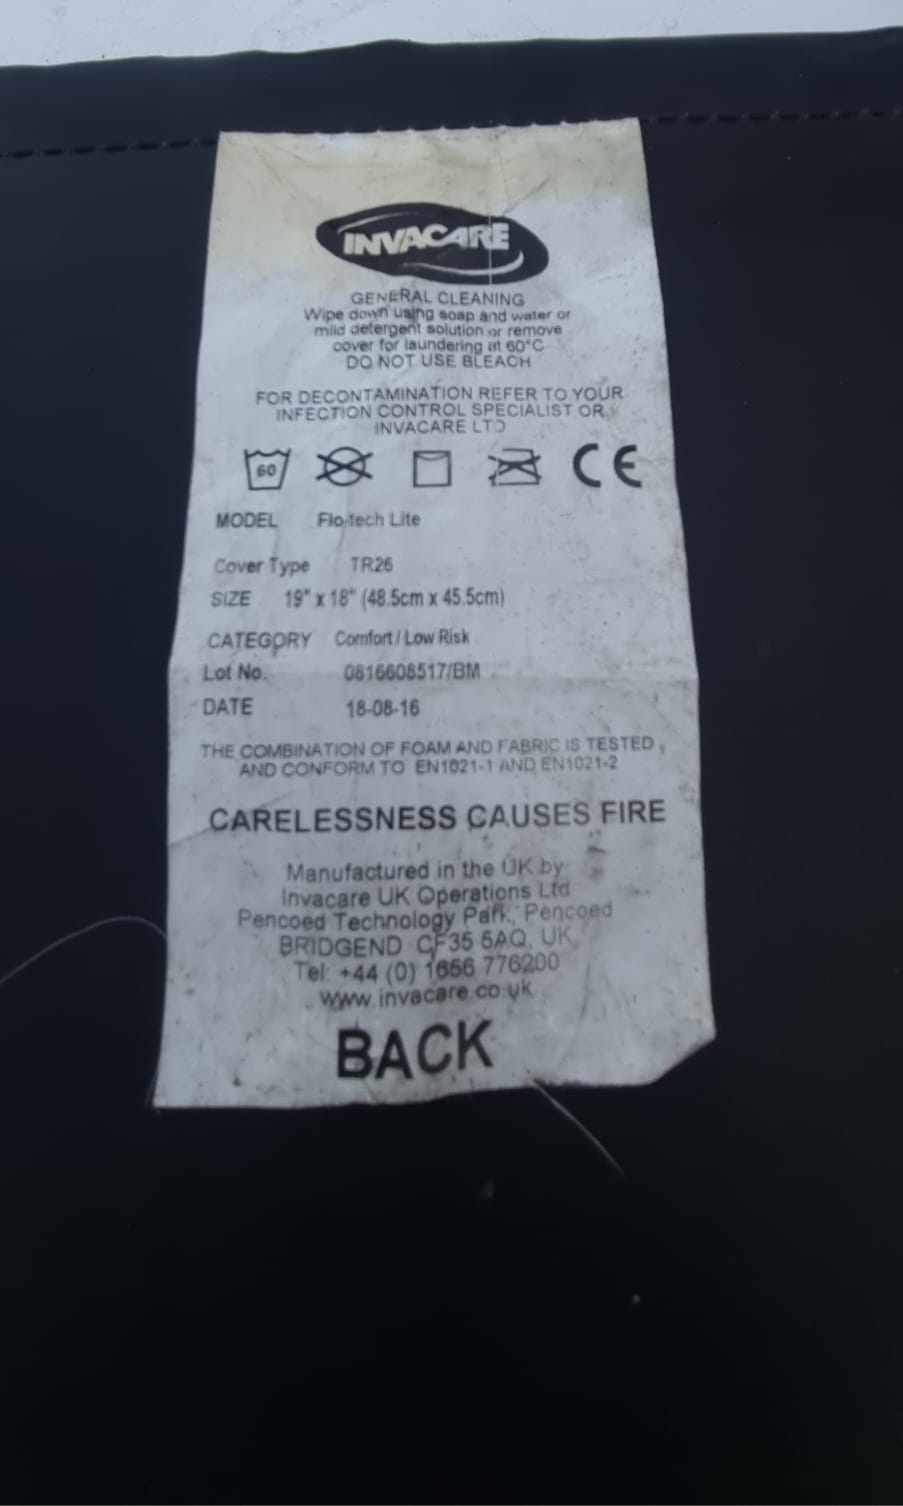 INVACARE
GENERAL CLEANING
Wipe down using soap and water or
mild detergent solution or remove
cover for laundering at 60°C
DO NOT USE BLEACH
FOR DECONTAMINATION REFER TO YOUR
INFECTION CONTROL SPECIALIST OR
INVACARE LTD
60 CE
MODEL Flo-tech Lite
Cover Type TR26
SIZE 19" x 18" (48.5cm x 45.5cm)
CATEGORY Comfort / Low Risk
Lot No. 0816608517/BM
DATE 18-08-16
THE COMBINATION OF FOAM AND FABRIC IS TESTED,
AND CONFORM TO EN1021-1 AND EN1021-2
CARELESSNESS CAUSES FIRE
Manufactured in the UK by
Invacare UK Operations Ltd
Pencoed Technology Park, Pencoed
BRIDGEND CF35 5AQ, UK
Tel: +44 (0) 1656 776200
www.invacare.co.uk
BACK